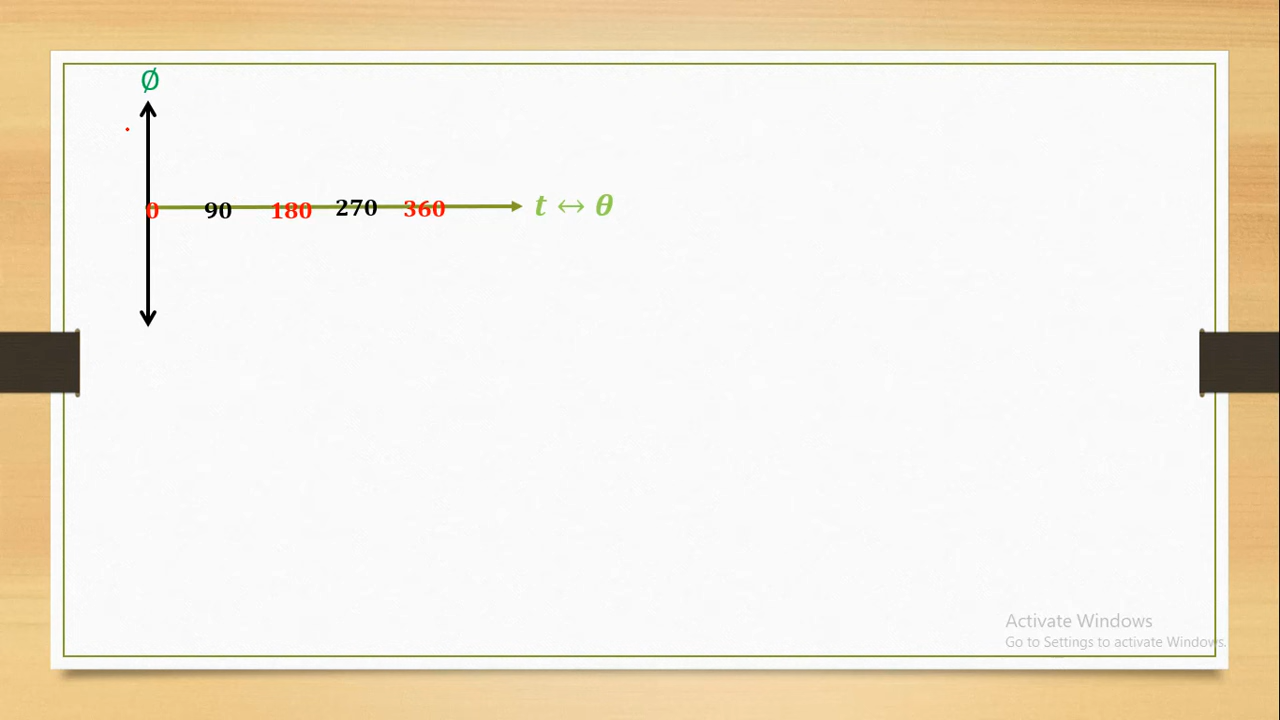 Ø
0 90 180 270 360 t ↔ θ
Activate Windows
Go to Settings to activate Windows.